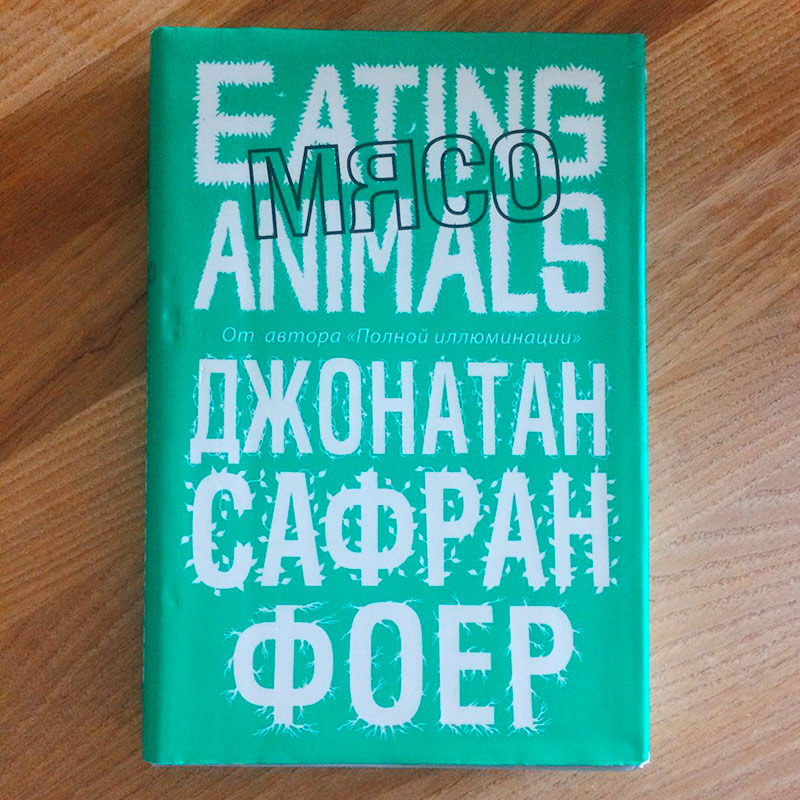 EATING
МЯСО
ANIMALS
От автора «Полной иллюминации»
ДЖОНАТАН
САФРАН
ФОЕР